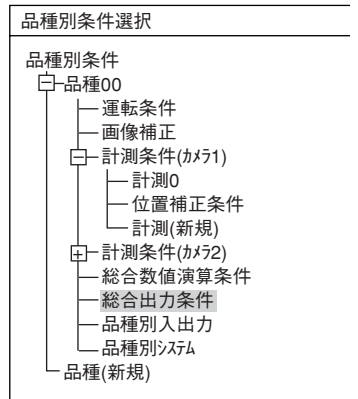 品種別条件選択
品種別条件
品種00
運転条件
画像補正
計測条件(ｶﾒﾗ1)
計測0
位置補正条件
計測(新規)
計測条件(ｶﾒﾗ2)
総合数値演算条件
総合出力条件
品種別入出力
品種別ｼｽﾃﾑ
品種(新規)